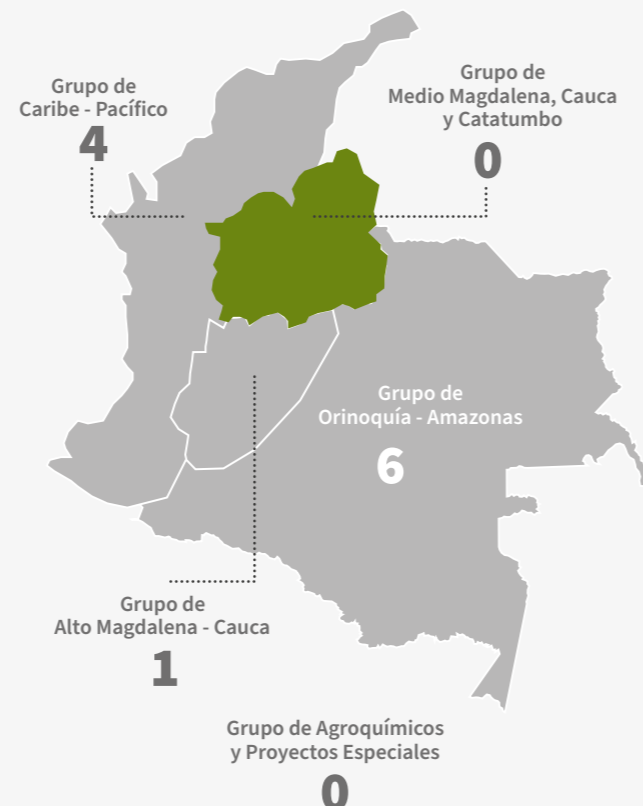 Grupo de
Caribe - Pacífico
4
Grupo de
Medio Magdalena, Cauca
y Catatumbo
0
Grupo de
Orinoquía - Amazonas
6
Grupo de
Alto Magdalena - Cauca
1
Grupo de Agroquímicos
y Proyectos Especiales
0